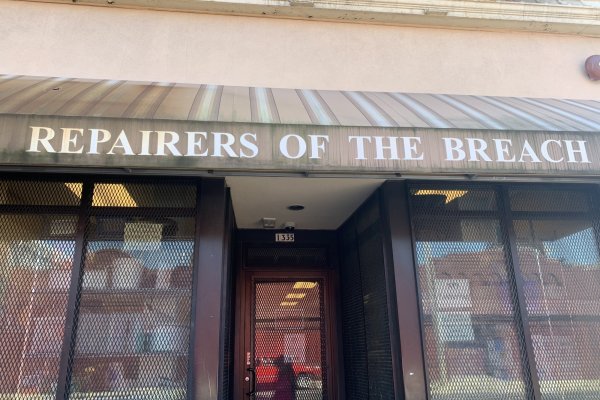 REPAIRERS OF THE BREACH
1335